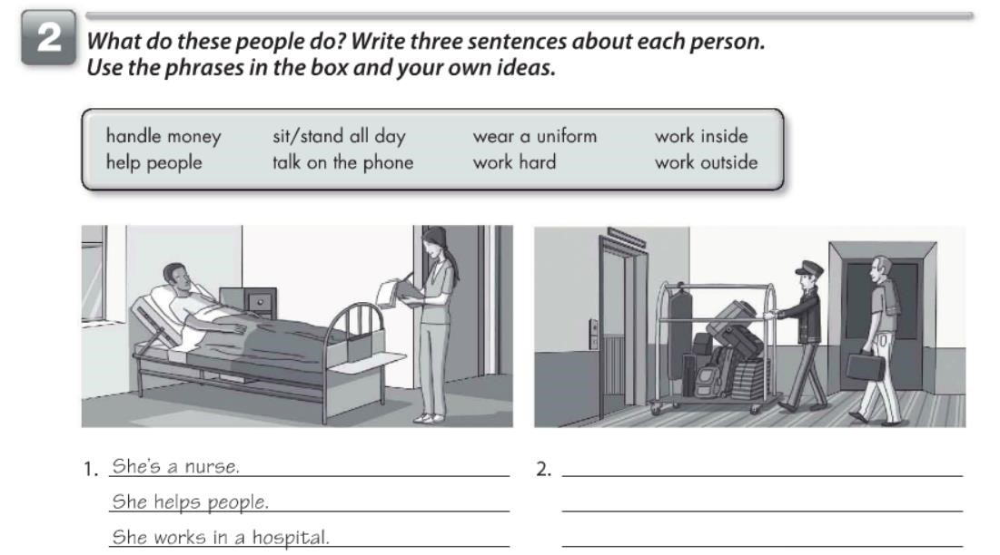 2
What do these people do? Write three sentences about each person.
Use the phrases in the box and your own ideas.
handle money sit/stand all day wear a uniform work inside
help people talk on the phone work hard work outside
1. She's a nurse.
She helps people.
She works in a hospital.
2.